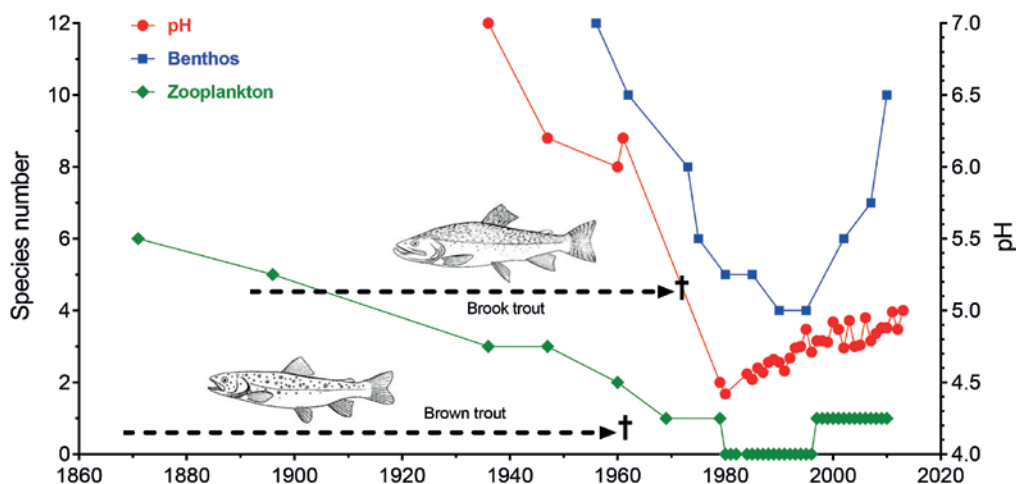 pH
Benthos
Zooplankton
Species number
12
10
8
6
4
2
0
7.0
6.5
6.0
5.5
5.0
4.5
4.0
pH
Brook trout
Brown trout
1860 1880 1900 1920 1940 1960 1980 2000 2020